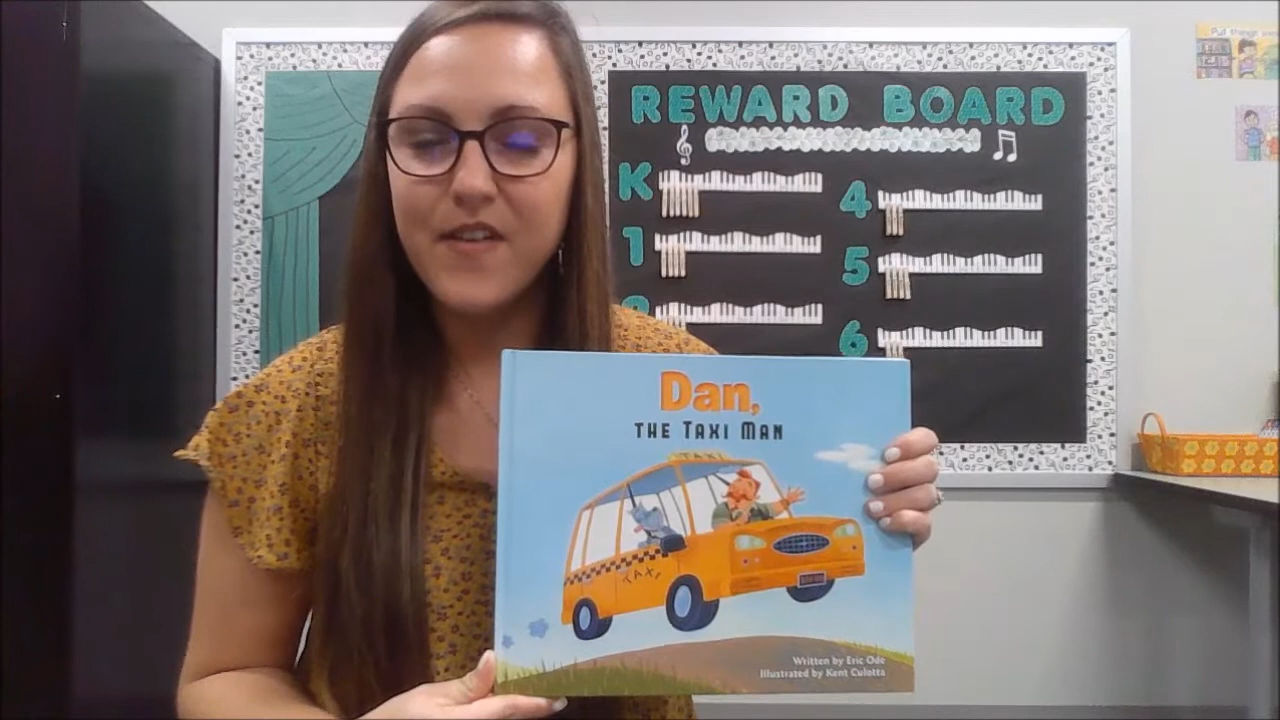 REWARD BOARD
K
4
1
5
6
Dan,
THE TAXI MAN
TAXI
TAXI
Written by Eric Ode
Illustrated by Kent Culotta